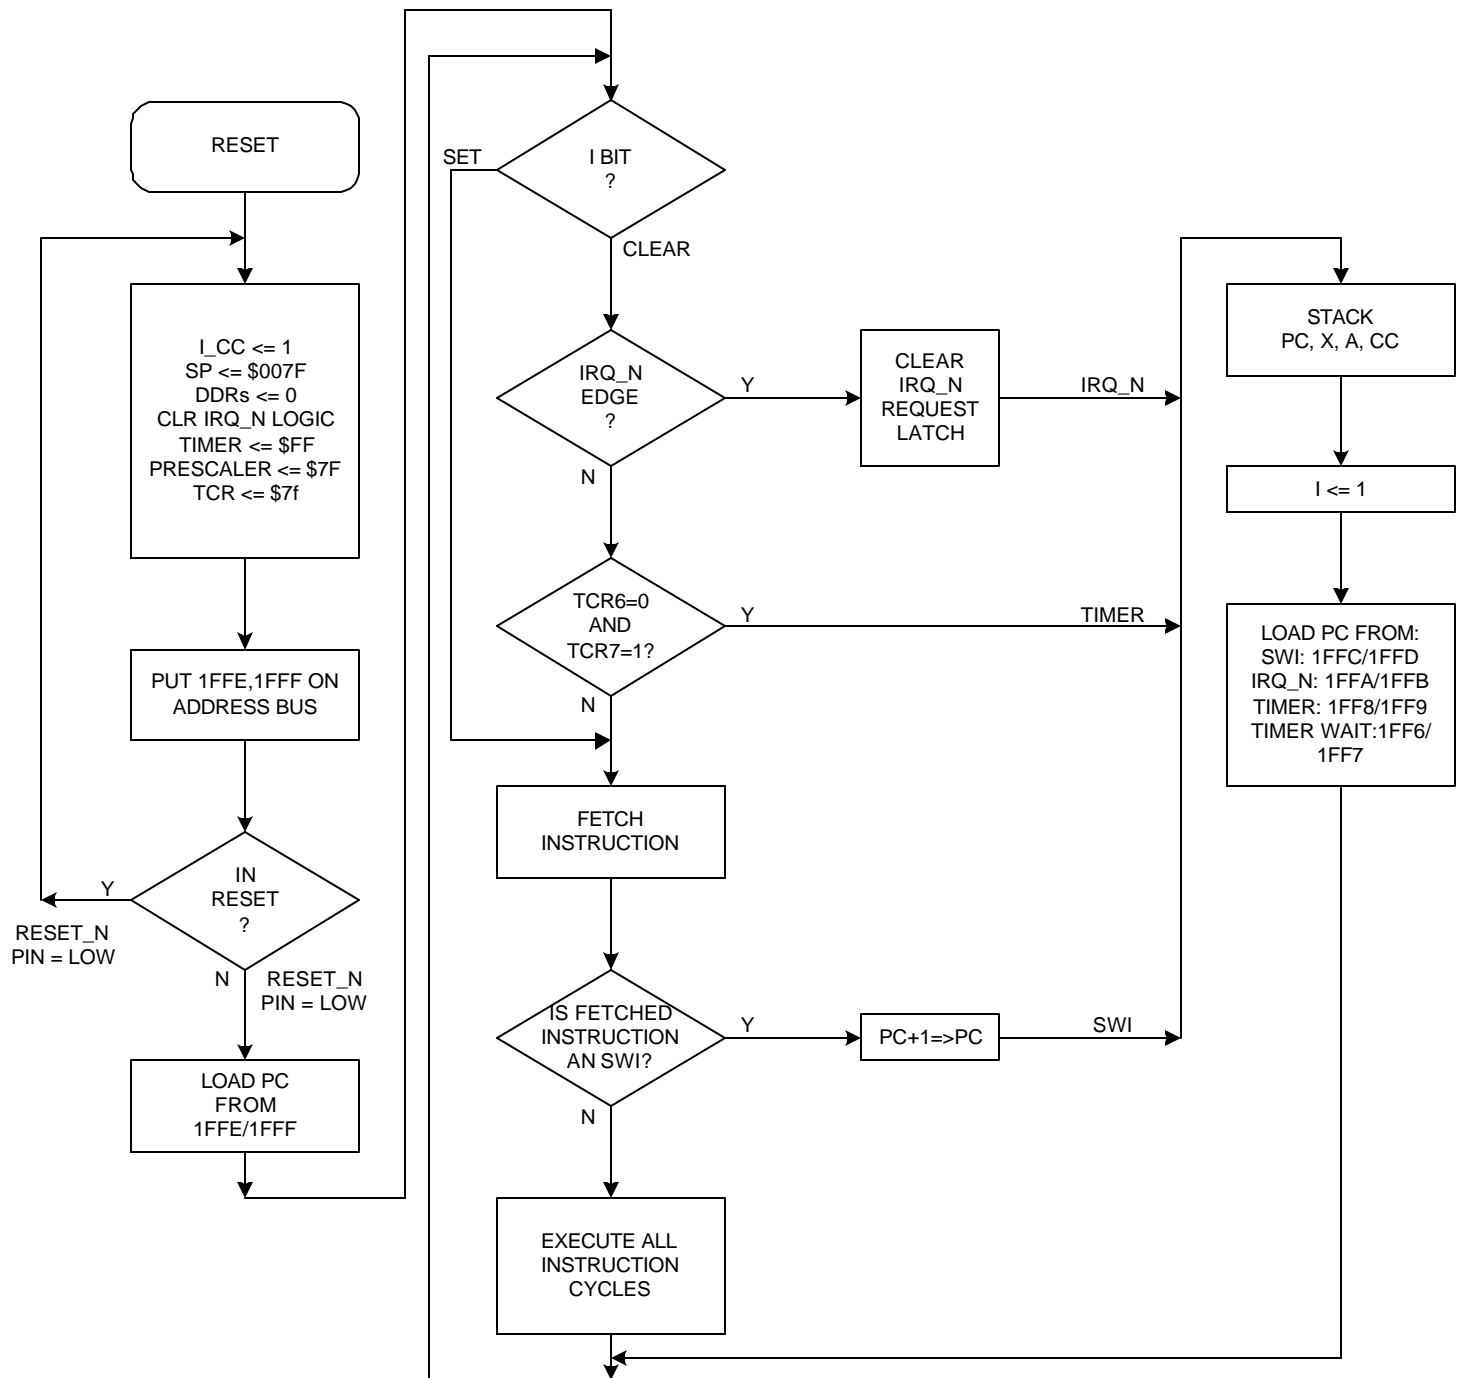 RESET
I_CC <= 1
SP <= $007F
DDRs <= 0
CLR IRQ_N LOGIC
TIMER <= $FF
PRESCALER <= $7F
TCR <= $7f
PUT 1FFE,1FFF ON
ADDRESS BUS
IN
RESET
?
Y
RESET_N
PIN = LOW
N
RESET_N
PIN = LOW
LOAD PC
FROM
1FFE/1FFF
I BIT
?
SET
CLEAR
IRQ_N
EDGE
?
Y
N
CLEAR
IRQ_N
REQUEST
LATCH
IRQ_N
TCR6=0
AND
TCR7=1?
Y
TIMER
N
FETCH
INSTRUCTION
IS FETCHED
INSTRUCTION
AN SWI?
Y
PC+1=>PC
SWI
N
EXECUTE ALL
INSTRUCTION
CYCLES
STACK
PC, X, A, CC
I <= 1
LOAD PC FROM:
SWI: 1FFC/1FFD
IRQ_N: 1FFA/1FFB
TIMER: 1FF8/1FF9
TIMER WAIT:1FF6/
1FF7